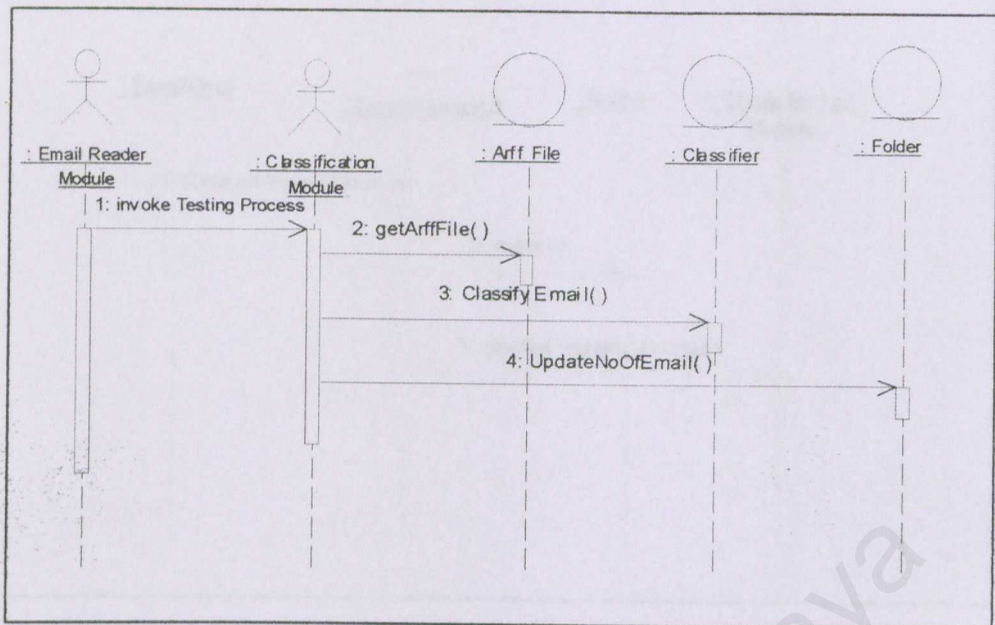 : Email Reader
Module
: Classification
Module
: Arff File
: Classifier
: Folder
1: invoke Testing Process
2: getArffFile( )
3: Classify Email( )
4: UpdateNoOfEmail( )